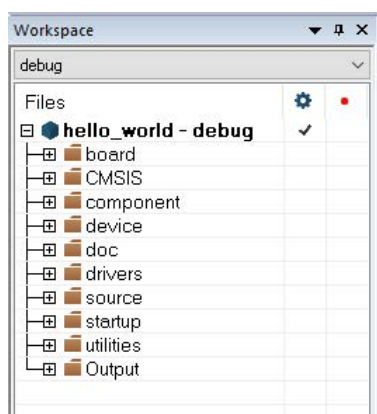 Workspace
debug
Files
hello_world - debug
board
CMSIS
component
device
doc
drivers
source
startup
utilities
Output